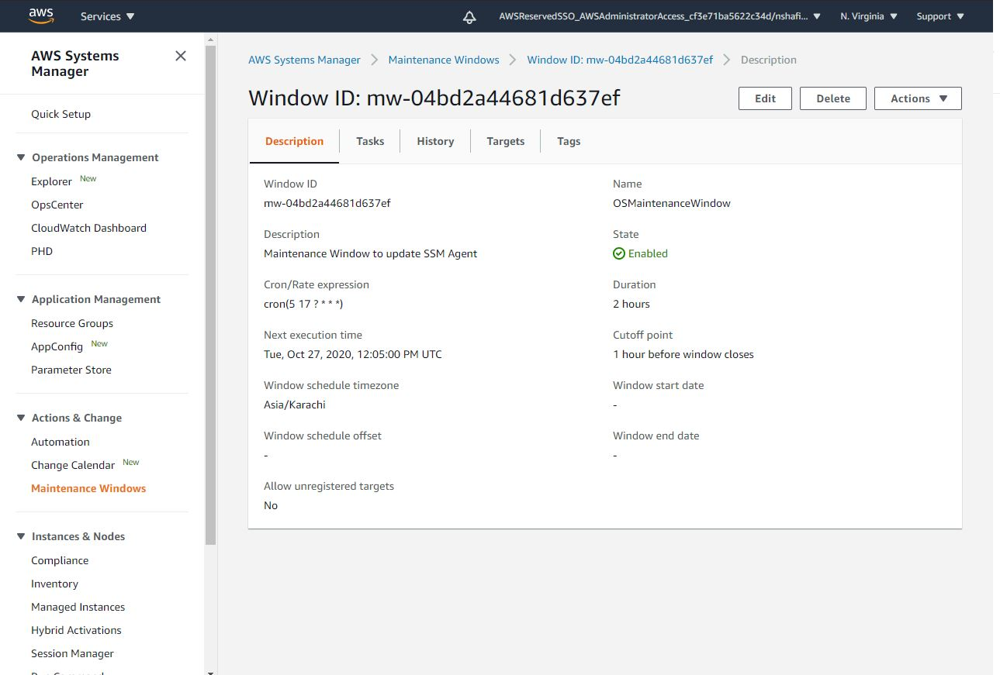 aws Services AWSReservedSSO_AWSAdministratorAccess_cf3e71ba5622c34d/nshafi... N. Virginia Support
AWS Systems
Manager
Quick Setup
Operations Management
Explorer New
OpsCenter
CloudWatch Dashboard
PHD
Application Management
Resource Groups
AppConfig New
Parameter Store
Actions & Change
Automation
Change Calendar New
Maintenance Windows
Instances & Nodes
Compliance
Inventory
Managed Instances
Hybrid Activations
Session Manager
AWS Systems Manager > Maintenance Windows > Window ID: mw-04bd2a44681d637ef > Description
Window ID: mw-04bd2a44681d637ef
Edit Delete Actions
Description Tasks History Targets Tags
Window ID
mw-04bd2a44681d637ef
Name
OSMaintenanceWindow
Description
Maintenance Window to update SSM Agent
State
Enabled
Cron/Rate expression
cron(5 17 ? * * *)
Duration
2 hours
Next execution time
Tue, Oct 27, 2020, 12:05:00 PM UTC
Cutoff point
1 hour before window closes
Window schedule timezone
Asia/Karachi
Window start date
-
Window schedule offset
-
Window end date
-
Allow unregistered targets
No